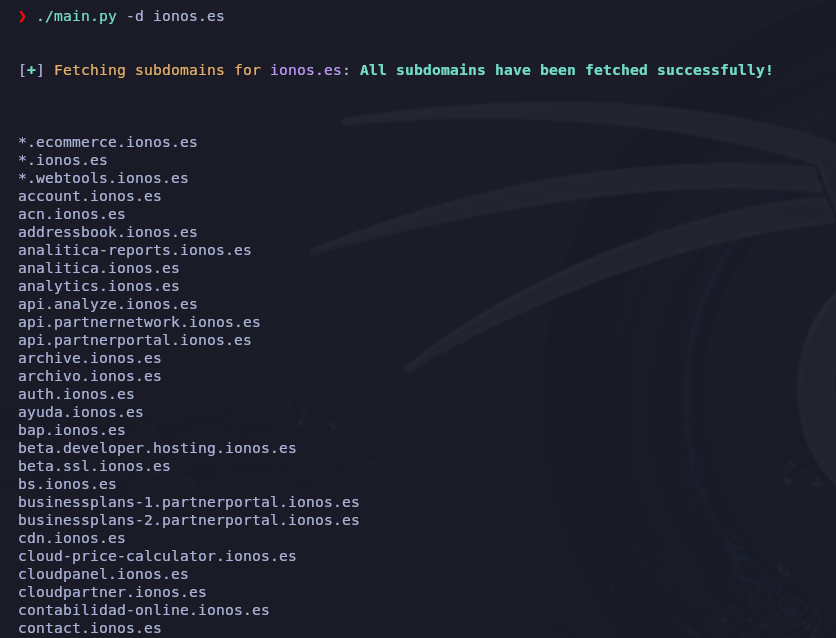 ❯ ./main.py -d ionos.es
[+] Fetching subdomains for ionos.es: All subdomains have been fetched successfully!
*.ecommerce.ionos.es
*.ionos.es
*.webtools.ionos.es
account.ionos.es
acn.ionos.es
addressbook.ionos.es
analitica-reports.ionos.es
analitica.ionos.es
analytics.ionos.es
api.analyze.ionos.es
api.partnernetwork.ionos.es
api.partnerportal.ionos.es
archive.ionos.es
archivo.ionos.es
auth.ionos.es
ayuda.ionos.es
bap.ionos.es
beta.developer.hosting.ionos.es
beta.ssl.ionos.es
bs.ionos.es
businessplans-1.partnerportal.ionos.es
businessplans-2.partnerportal.ionos.es
cdn.ionos.es
cloud-price-calculator.ionos.es
cloudpanel.ionos.es
cloudpartner.ionos.es
contabilidad-online.ionos.es
contact.ionos.es